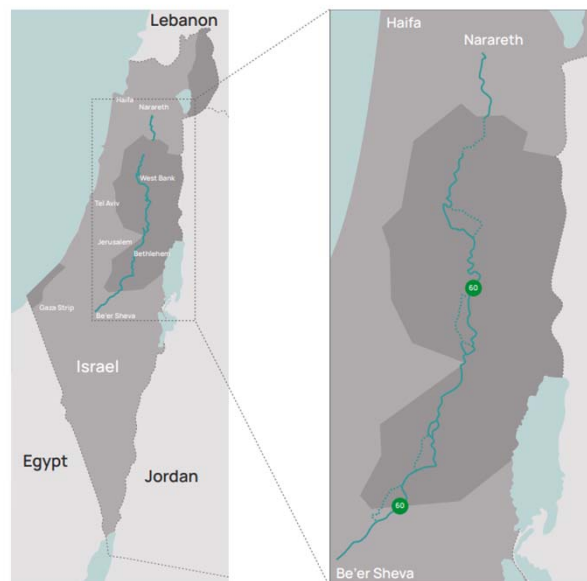 Lebanon
Haifa
Narareth
West Bank
Tel Aviv
Jerusalem
Bethlehem
Gaza Strip
Be'er Sheva
Israel
Egypt
Jordan
Haifa
Narareth
60
60
Be'er Sheva